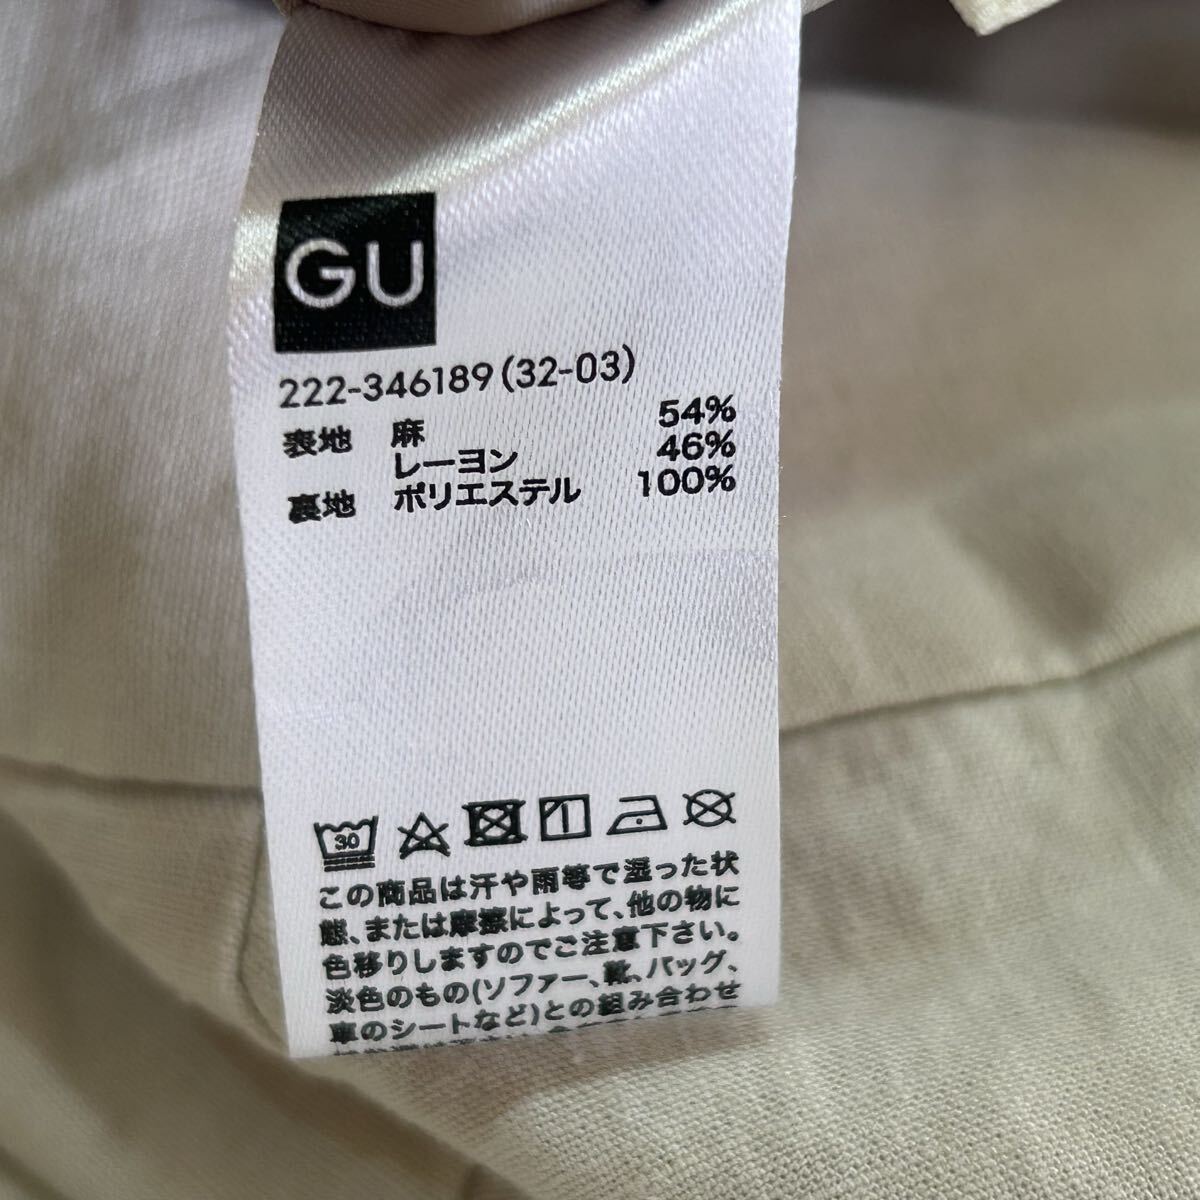 GU
222-346189 (32-03)
表地 麻 54%
レーヨン 46%
裏地 ポリエステル 100%
30
この商品は汗や雨等で湿った状
態、または摩擦によって、他の物に
色移りしますのでご注意下さい。
淡色のもの(ソファー、靴、バッグ、
車のシートなど)との組み合わせ